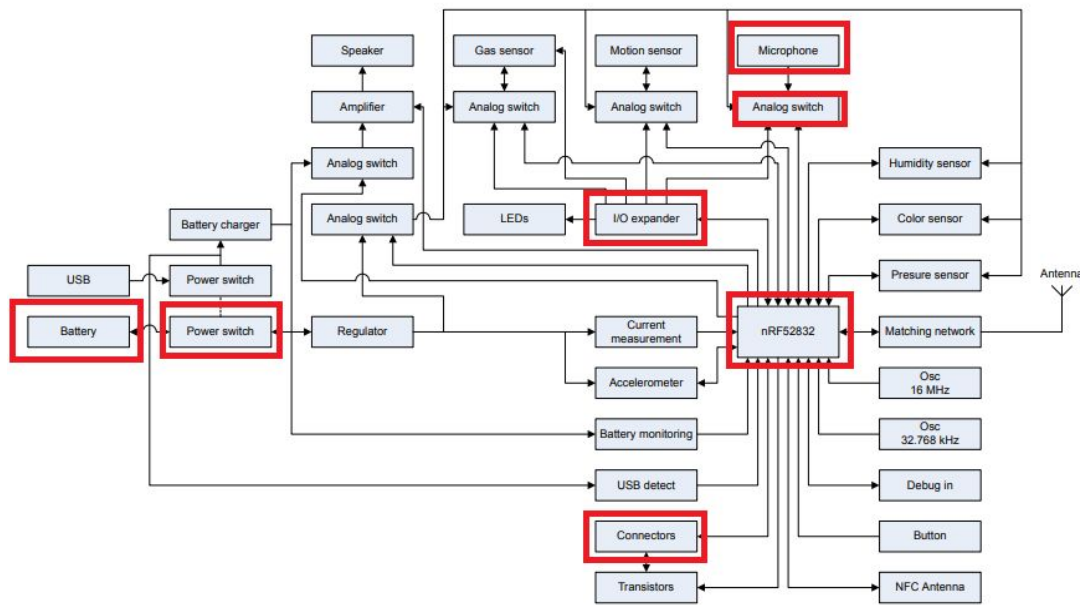 Speaker
Gas sensor
Motion sensor
Microphone
Amplifier
Analog switch
Analog switch
Analog switch
Analog switch
Humidity sensor
Analog switch
LEDs
I/O expander
Color sensor
Battery charger
USB
Power switch
Presure sensor
Antenna
Battery
Power switch
Regulator
Current
measurement
nRF52832
Matching network
Accelerometer
Osc
16 MHz
Battery monitoring
Osc
32.768 kHz
USB detect
Debug in
Connectors
Button
Transistors
NFC Antenna